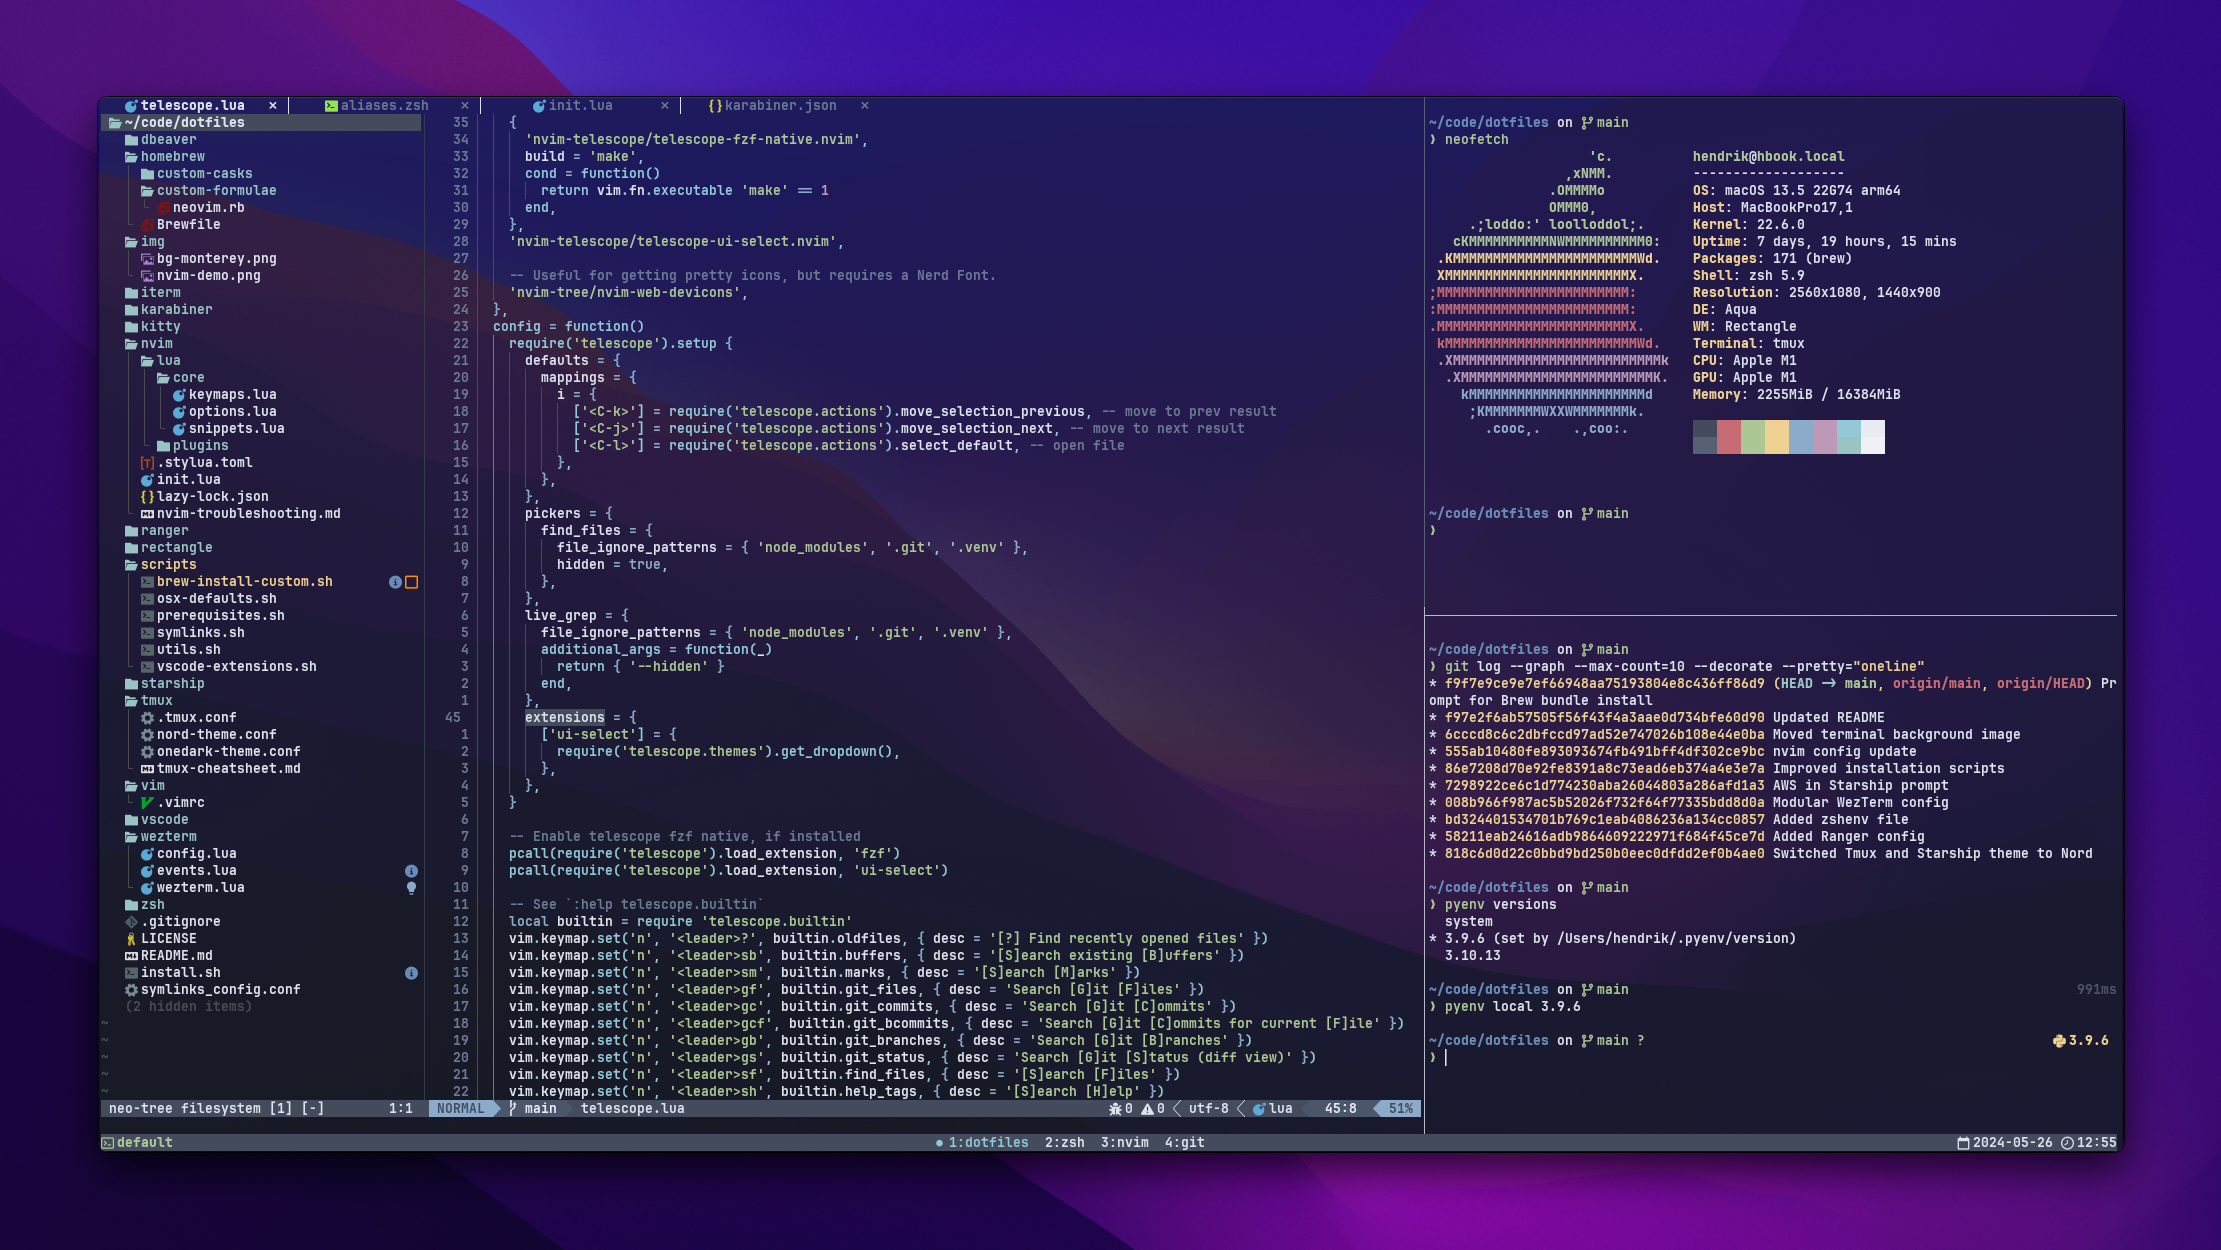 telescope.lua × aliases.zsh × init.lua × karabiner.json ×
~/code/dotfiles
dbeaver
homebrew
custom-casks
custom-formulae
neovim.rb
Brewfile
img
bg-monterey.png
nvim-demo.png
iterm
karabiner
kitty
nvim
lua
core
keymaps.lua
options.lua
snippets.lua
plugins
.stylua.toml
init.lua
lazy-lock.json
nvim-troubleshooting.md
ranger
rectangle
scripts
brew-install-custom.sh
osx-defaults.sh
prerequisites.sh
symlinks.sh
utils.sh
vscode-extensions.sh
starship
tmux
.tmux.conf
nord-theme.conf
onedark-theme.conf
tmux-cheatsheet.md
vim
.vimrc
vscode
wezterm
config.lua
events.lua
wezterm.lua
zsh
.gitignore
LICENSE
README.md
install.sh
symlinks_config.conf
(2 hidden items)
~
~
~
~
~
neo-tree filesystem [1] [-] 1:1
35 {
34 'nvim-telescope/telescope-fzf-native.nvim',
33 build = 'make',
32 cond = function()
31 return vim.fn.executable 'make' == 1
30 end,
29 },
28 'nvim-telescope/telescope-ui-select.nvim',
27
26 -- Useful for getting pretty icons, but requires a Nerd Font.
25 'nvim-tree/nvim-web-devicons',
24 },
23 config = function()
22 require('telescope').setup {
21 defaults = {
20 mappings = {
19 i = {
18 ['<C-k>'] = require('telescope.actions').move_selection_previous, -- move to prev result
17 ['<C-j>'] = require('telescope.actions').move_selection_next, -- move to next result
16 ['<C-l>'] = require('telescope.actions').select_default, -- open file
15 },
14 },
13 },
12 pickers = {
11 find_files = {
10 file_ignore_patterns = { 'node_modules', '.git', '.venv' },
9 hidden = true,
8 },
7 },
6 live_grep = {
5 file_ignore_patterns = { 'node_modules', '.git', '.venv' },
4 additional_args = function(_)
3 return { '--hidden' }
2 end,
1 },
45 extensions = {
1 ['ui-select'] = {
2 require('telescope.themes').get_dropdown(),
3 },
4 },
5 }
6
7 -- Enable telescope fzf native, if installed
8 pcall(require('telescope').load_extension, 'fzf')
9 pcall(require('telescope').load_extension, 'ui-select')
10
11 -- See `:help telescope.builtin`
12 local builtin = require 'telescope.builtin'
13 vim.keymap.set('n', '<leader>?', builtin.oldfiles, { desc = '[?] Find recently opened files' })
14 vim.keymap.set('n', '<leader>sb', builtin.buffers, { desc = '[S]earch existing [B]uffers' })
15 vim.keymap.set('n', '<leader>sm', builtin.marks, { desc = '[S]earch [M]arks' })
16 vim.keymap.set('n', '<leader>gf', builtin.git_files, { desc = 'Search [G]it [F]iles' })
17 vim.keymap.set('n', '<leader>gc', builtin.git_commits, { desc = 'Search [G]it [C]ommits' })
18 vim.keymap.set('n', '<leader>gcf', builtin.git_bcommits, { desc = 'Search [G]it [C]ommits for current [F]ile' })
19 vim.keymap.set('n', '<leader>gb', builtin.git_branches, { desc = 'Search [G]it [B]ranches' })
20 vim.keymap.set('n', '<leader>gs', builtin.git_status, { desc = 'Search [G]it [S]tatus (diff view)' })
21 vim.keymap.set('n', '<leader>sf', builtin.find_files, { desc = '[S]earch [F]iles' })
22 vim.keymap.set('n', '<leader>sh', builtin.help_tags, { desc = '[S]earch [H]elp' })
NORMAL main telescope.lua 0 0 utf-8 lua 45:8 51%
~/code/dotfiles on main
❯ neofetch
'c.
,xNMM.
.OMMMMo
OMMM0,
.;loddo:' loolloddol;.
cKMMMMMMMMMMNWMMMMMMMMMM0:
.KMMMMMMMMMMMMMMMMMMMMMMMWd.
XMMMMMMMMMMMMMMMMMMMMMMMX.
;MMMMMMMMMMMMMMMMMMMMMMMM:
:MMMMMMMMMMMMMMMMMMMMMMMM:
.MMMMMMMMMMMMMMMMMMMMMMMMX.
kMMMMMMMMMMMMMMMMMMMMMMMMWd.
.XMMMMMMMMMMMMMMMMMMMMMMMMMMk
.XMMMMMMMMMMMMMMMMMMMMMMMMK.
kMMMMMMMMMMMMMMMMMMMMMMd
;KMMMMMMMWXXWMMMMMMMk.
.cooc,. .,coo:.
hendrik@hbook.local
-------------------
OS: macOS 13.5 22G74 arm64
Host: MacBookPro17,1
Kernel: 22.6.0
Uptime: 7 days, 19 hours, 15 mins
Packages: 171 (brew)
Shell: zsh 5.9
Resolution: 2560x1080, 1440x900
DE: Aqua
WM: Rectangle
Terminal: tmux
CPU: Apple M1
GPU: Apple M1
Memory: 2255MiB / 16384MiB
~/code/dotfiles on main
❯
~/code/dotfiles on main
❯ git log --graph --max-count=10 --decorate --pretty="oneline"
* f9f7e9ce9e7ef66948aa75193804e8c436ff86d9 (HEAD -> main, origin/main, origin/HEAD) Pr
ompt for Brew bundle install
* f97e2f6ab57505f56f43f4a3aae0d734bfe60d90 Updated README
* 6cccd8c6c2dbfccd97ad52e747026b108e44e0ba Moved terminal background image
* 555ab10480fe893093674fb491bff4df302ce9bc nvim config update
* 86e7208d70e92fe8391a8c73ead6eb374a4e3e7a Improved installation scripts
* 7298922ce6c1d774230aba26044803a286afd1a3 AWS in Starship prompt
* 008b966f987ac5b52026f732f64f77335bdd8d0a Modular WezTerm config
* bd324401534701b769c1eab4086236a134cc0857 Added zshenv file
* 58211eab24616adb9864609222971f684f45ce7d Added Ranger config
* 818c6d0d22c0bbd9bd250b0eec0dfdd2ef0b4ae0 Switched Tmux and Starship theme to Nord
~/code/dotfiles on main
❯ pyenv versions
system
* 3.9.6 (set by /Users/hendrik/.pyenv/version)
3.10.13
~/code/dotfiles on main 991ms
❯ pyenv local 3.9.6
~/code/dotfiles on main ? 3.9.6
❯
default 1:dotfiles 2:zsh 3:nvim 4:git 2024-05-26 12:55